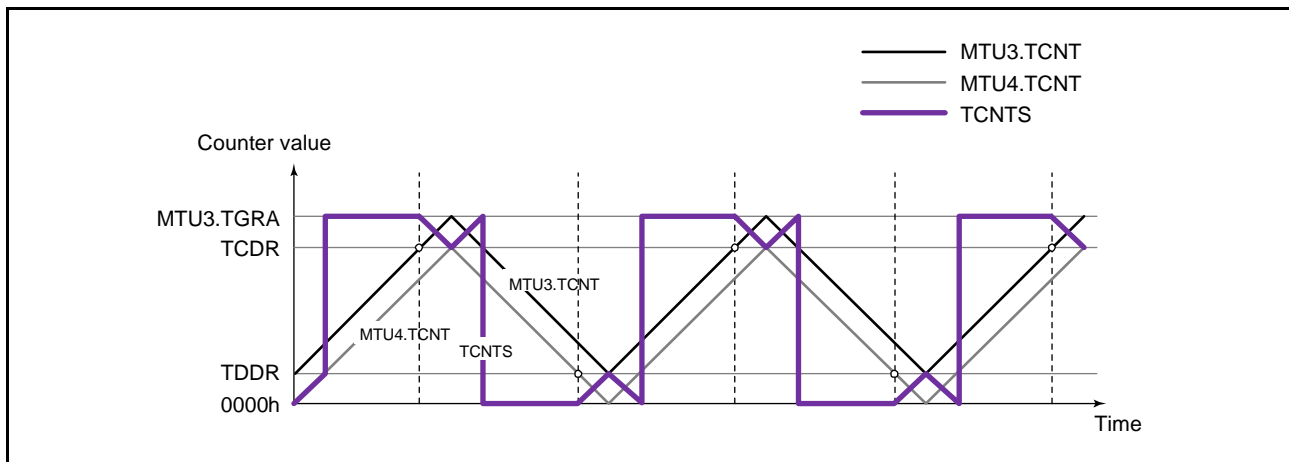 MTU3.TCNT
MTU4.TCNT
TCNTS
Counter value
MTU3.TGRA
TCDR
MTU3.TCNT
MTU4.TCNT
TCNTS
TDDR
0000h
Time